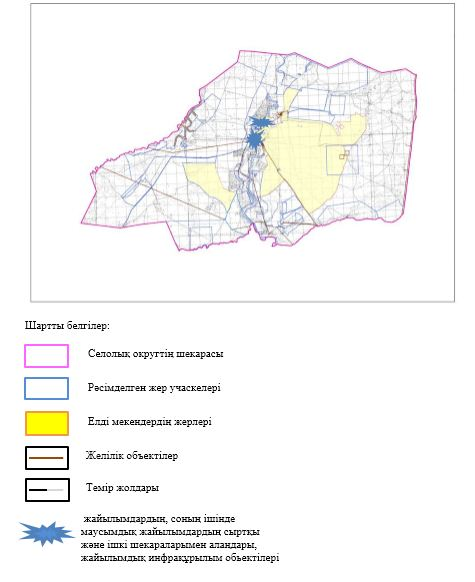 Шартты белгілер:
Селолық округтің шекарасы
Рәсімделген жер учаскелері
Елді мекендердің жерлері
Желілік объектілер
Темір жолдары
жайылымдардың, соның ішінде
маусымдық жайылымдардың сыртқы
және ішкі шекараларымен алаңдары,
жайылымдық инфрақұрылым объектілері